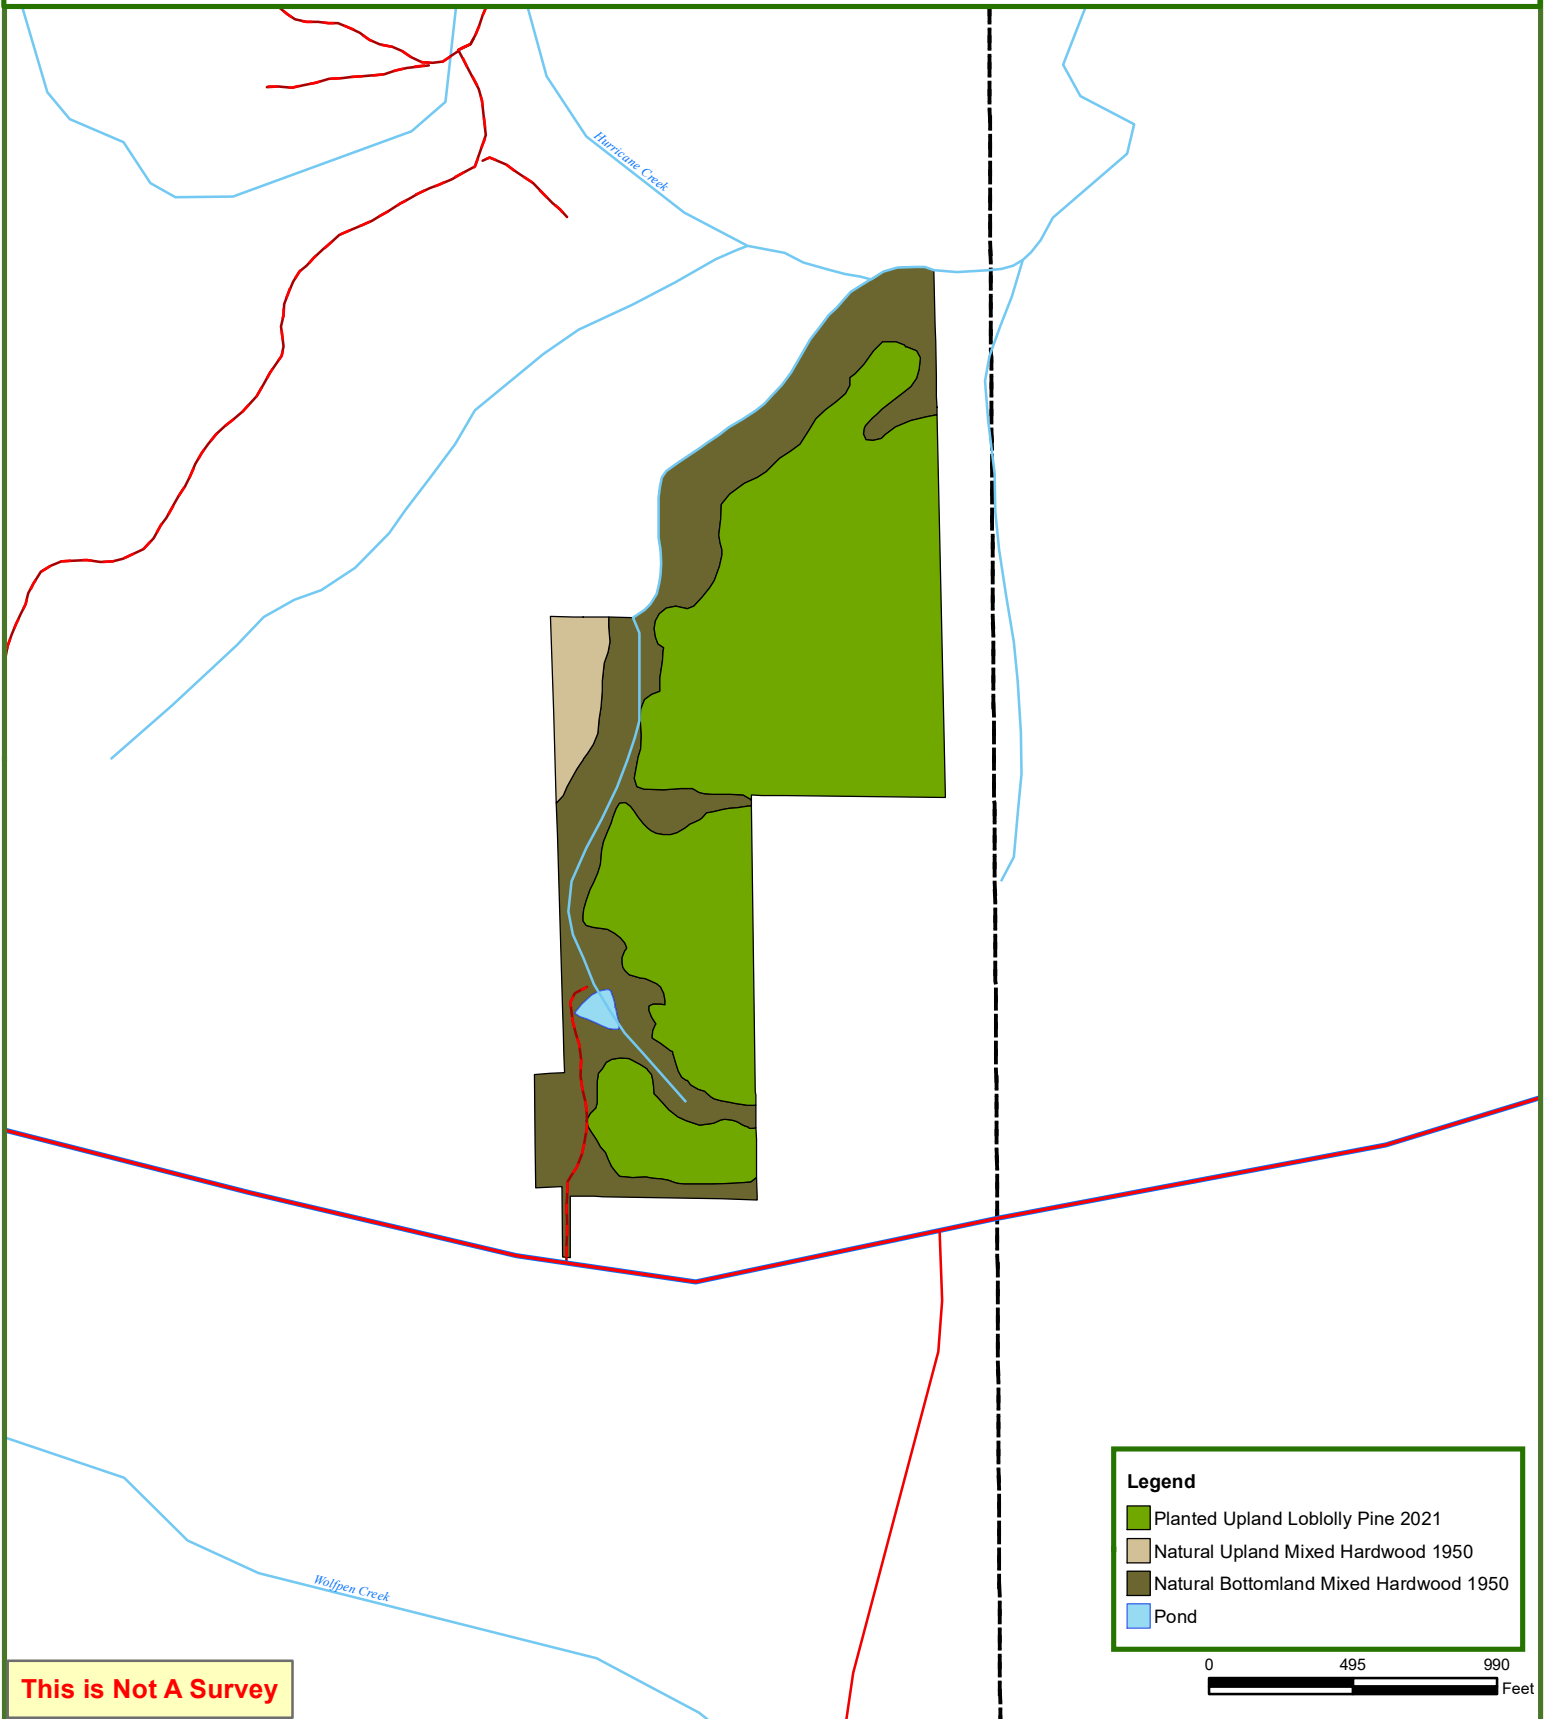 Hurricane Creek
Wolfpen Creek
Legend
Planted Upland Loblolly Pine 2021
Natural Upland Mixed Hardwood 1950
Natural Bottomland Mixed Hardwood 1950
Pond
0 495 990
Feet
This is Not A Survey